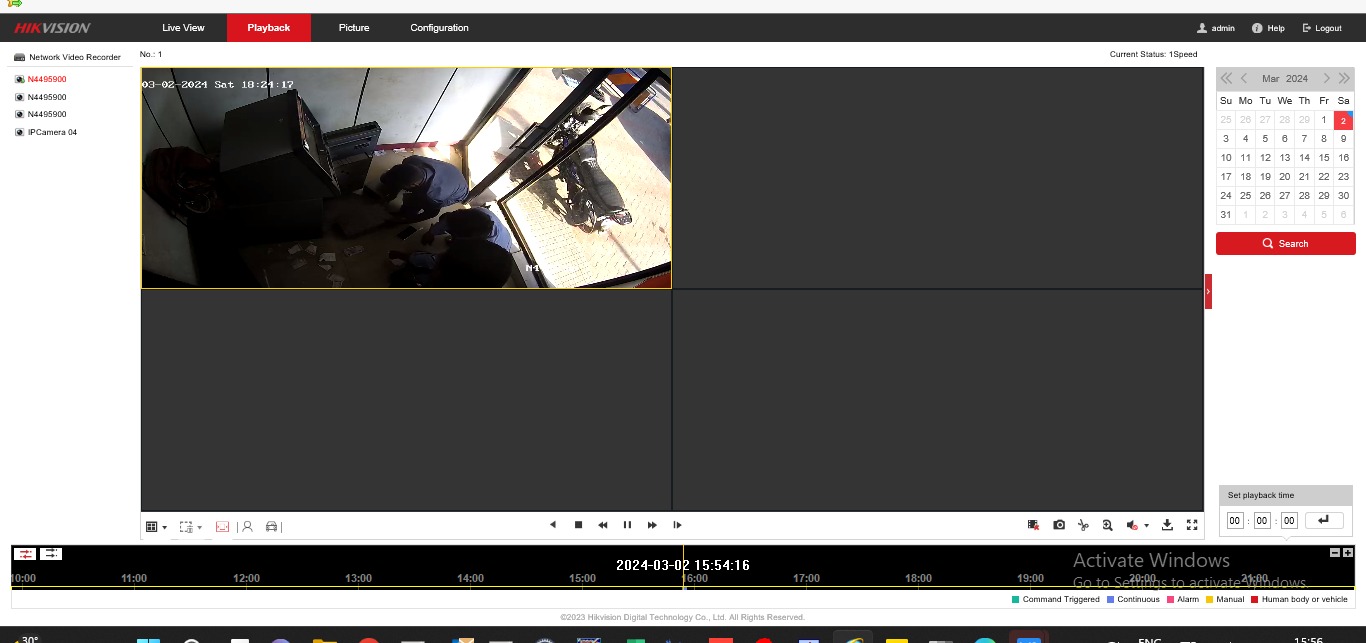 HIKVISION Live View Playback Picture Configuration admin Help Logout
Network Video Recorder
No.: 1 Current Status: 1Speed
N4495900
N4495900
N4495900
IPCamera 04
03-02-2024 Sat 18:24:17
N4
Mar 2024
Su Mo Tu We Th Fr Sa
25 26 27 28 29 1 2
3 4 5 6 7 8 9
10 11 12 13 14 15 16
17 18 19 20 21 22 23
24 25 26 27 28 29 30
31 1 2 3 4 5 6
Search
Set playback time
00 : 00 : 00
2024-03-02 15:54:16
10:00 11:00 12:00 13:00 14:00 15:00 16:00 17:00 18:00 19:00 20:00 21:00
Activate Windows
Go to Settings to activate Windows.
Command Triggered Continuous Alarm Manual Human body or vehicle
©2023 Hikvision Digital Technology Co., Ltd. All Rights Reserved.
30°
ENG
15:56